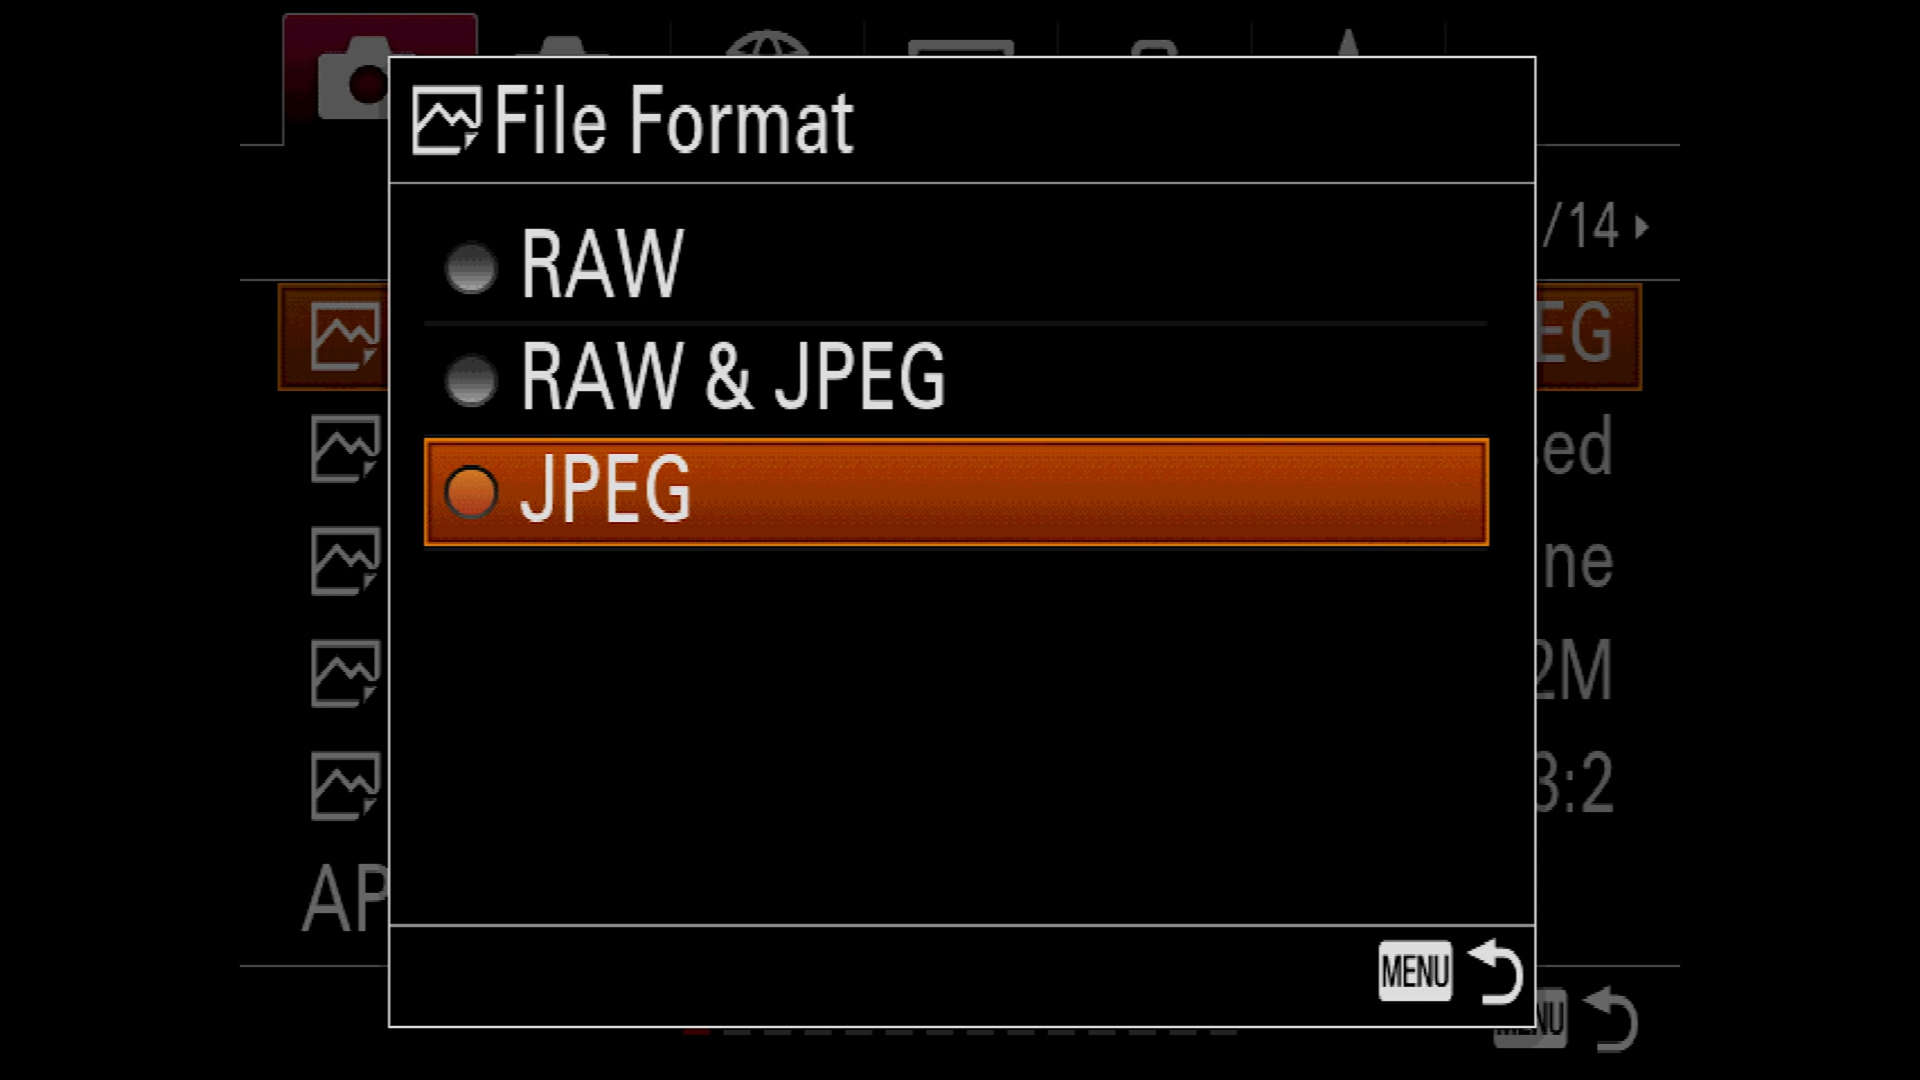 File Format
/14
RAW
RAW & JPEG
JPEG
EG
ed
ne
2M
3:2
AP
MENU